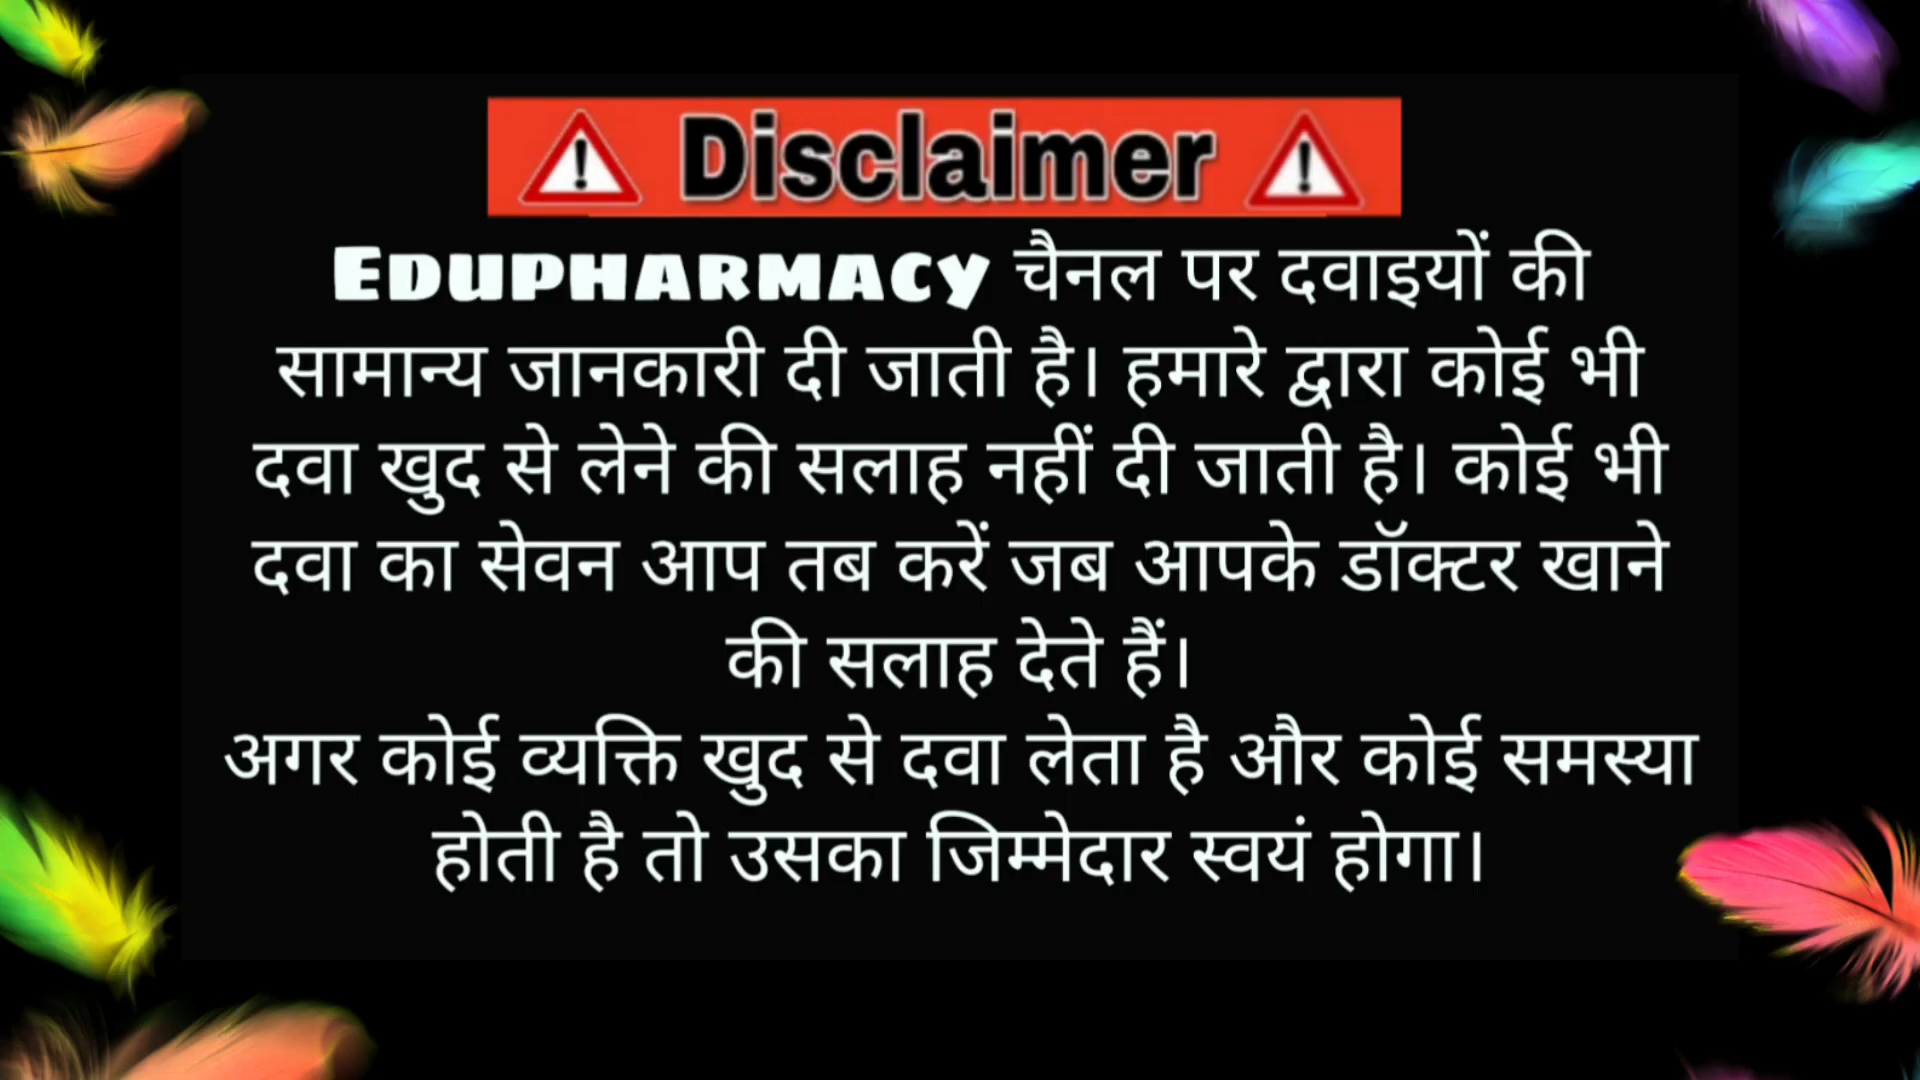 Disclaimer
Edupharmacy चैनल पर दवाइयों की
सामान्य जानकारी दी जाती है। हमारे द्वारा कोई भी
दवा खुद से लेने की सलाह नहीं दी जाती है। कोई भी
दवा का सेवन आप तब करें जब आपके डॉक्टर खाने
की सलाह देते हैं।
अगर कोई व्यक्ति खुद से दवा लेता है और कोई समस्या
होती है तो उसका जिम्मेदार स्वयं होगा।